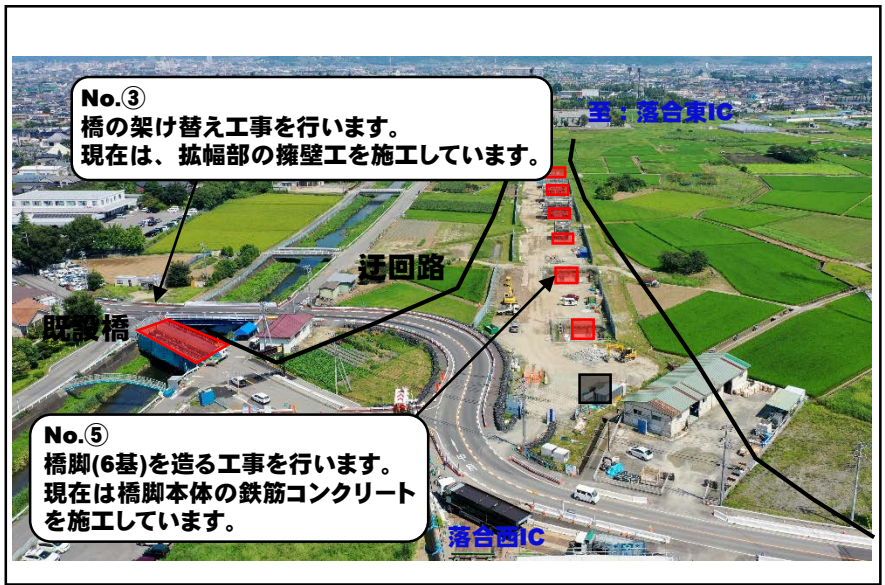 No.③
橋の架け替え工事を行います。
現在は、拡幅部の擁壁工を施工しています。
至：落合東IC
迂回路
既設橋
No.⑤
橋脚(6基)を造る工事を行います。
現在は橋脚本体の鉄筋コンクリート
を施工しています。
落合西IC